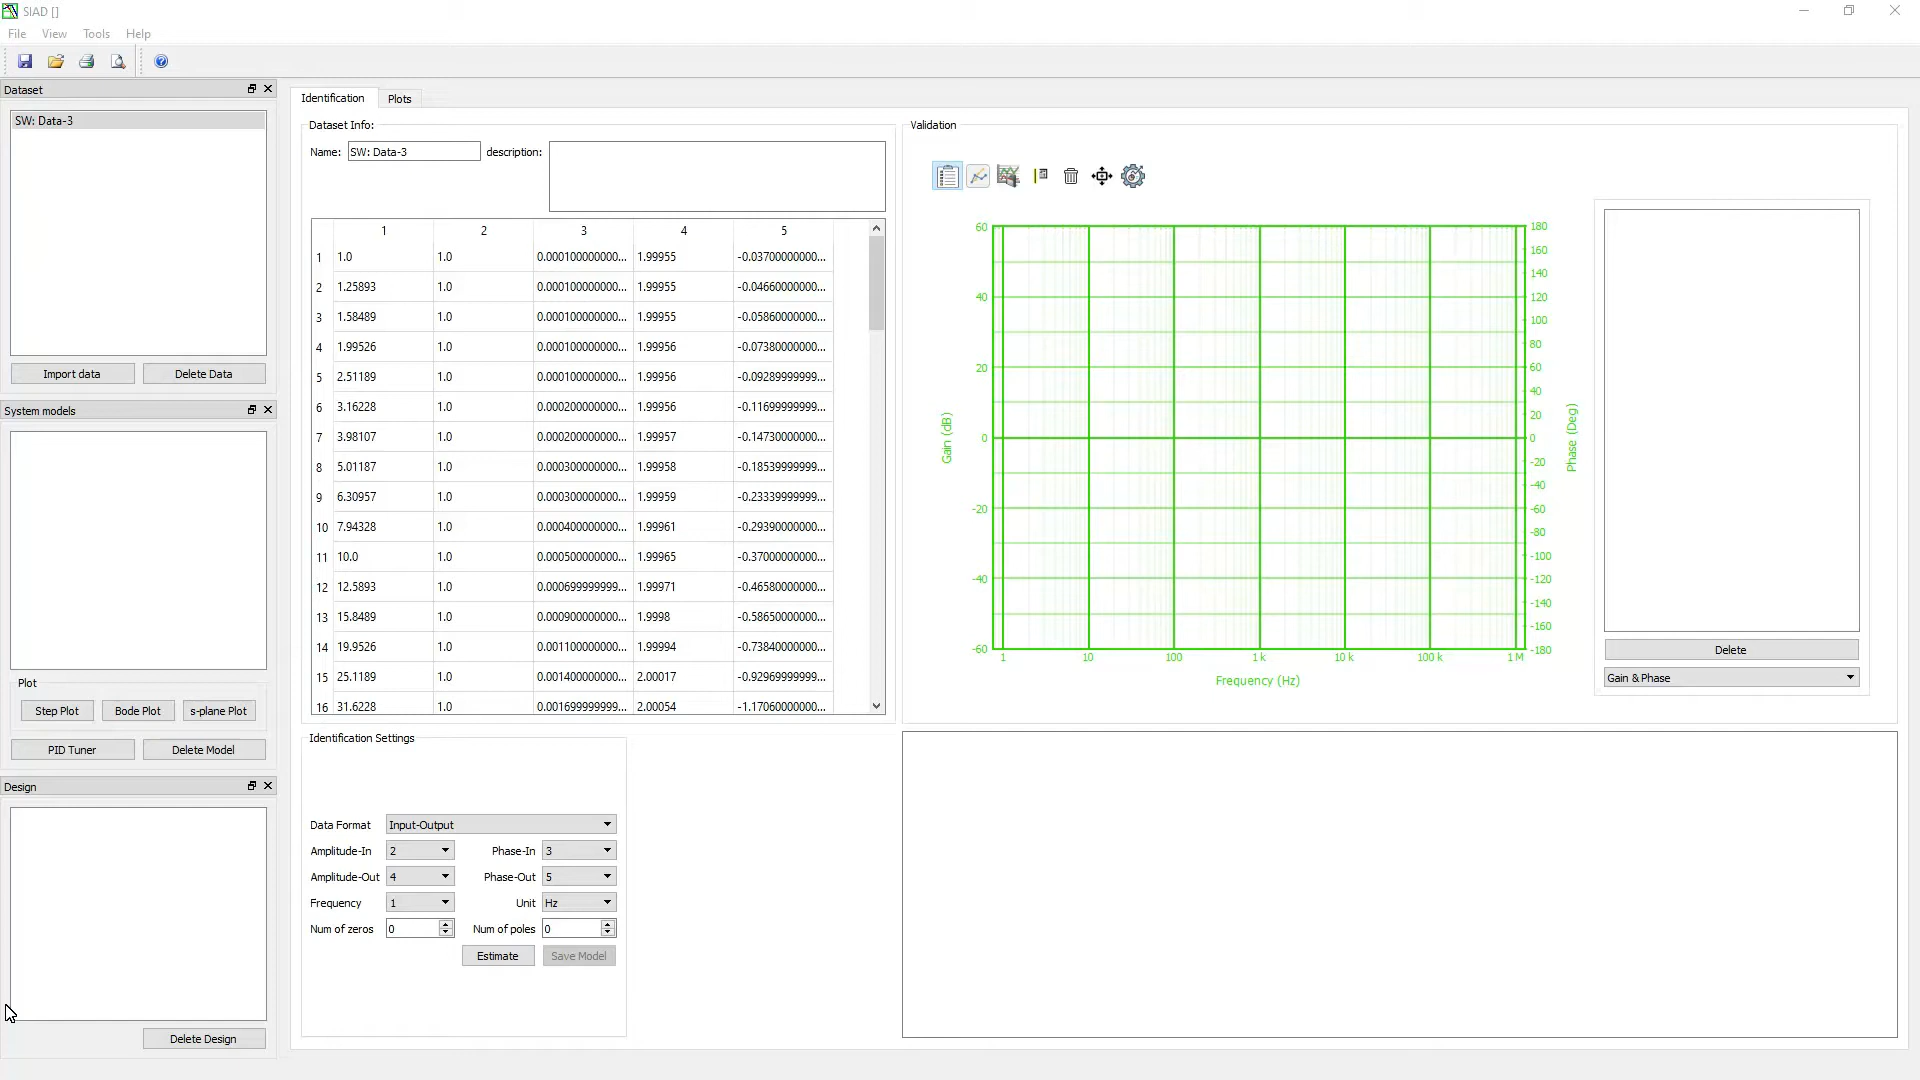 SIAD []
File View Tools Help
Dataset
SW: Data-3
Import data Delete Data
System models
Plot
Step Plot Bode Plot s-plane Plot
PID Tuner Delete Model
Design
Delete Design
Identification Plots
Dataset Info:
Name: SW: Data-3 description:
1 2 3 4 5
1 1.0 1.0 0.000100000000... 1.99955 -0.03700000000...
2 1.25893 1.0 0.000100000000... 1.99955 -0.04660000000...
3 1.58489 1.0 0.000100000000... 1.99955 -0.05860000000...
4 1.99526 1.0 0.000100000000... 1.99956 -0.07380000000...
5 2.51189 1.0 0.000100000000... 1.99956 -0.09289999999...
6 3.16228 1.0 0.000200000000... 1.99956 -0.11699999999...
7 3.98107 1.0 0.000200000000... 1.99957 -0.14730000000...
8 5.01187 1.0 0.000300000000... 1.99958 -0.18539999999...
9 6.30957 1.0 0.000300000000... 1.99959 -0.23339999999...
10 7.94328 1.0 0.000400000000... 1.99961 -0.29390000000...
11 10.0 1.0 0.000500000000... 1.99965 -0.37000000000...
12 12.5893 1.0 0.000699999999... 1.99971 -0.46580000000...
13 15.8489 1.0 0.000900000000... 1.9998 -0.58650000000...
14 19.9526 1.0 0.001100000000... 1.99994 -0.73840000000...
15 25.1189 1.0 0.001400000000... 2.00017 -0.92969999999...
16 31.6228 1.0 0.001699999999... 2.00054 -1.17060000000...
Identification Settings
Data Format Input-Output
Amplitude-In 2 Phase-In 3
Amplitude-Out 4 Phase-Out 5
Frequency 1 Unit Hz
Num of zeros 0 Num of poles 0
Estimate Save Model
Validation
60
40
20
0
-20
-40
-60
Gain (dB)
1 10 100 1 k 10 k 100 k 1 M
Frequency (Hz)
180
160
140
120
100
80
60
40
20
0
-20
-40
-60
-80
-100
-120
-140
-160
-180
Phase (Deg)
Delete
Gain & Phase